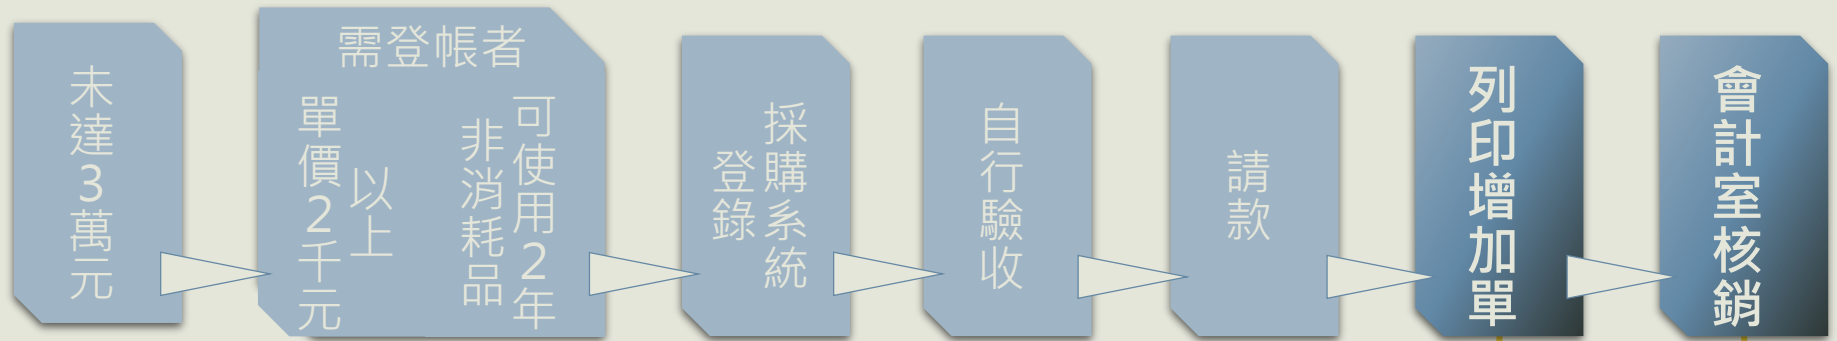 未達3萬元
需登帳者
單價2千元
以上
可使用2年
非消耗品
採購系統
登錄
自行驗收
請款
列印增加單
會計室核銷